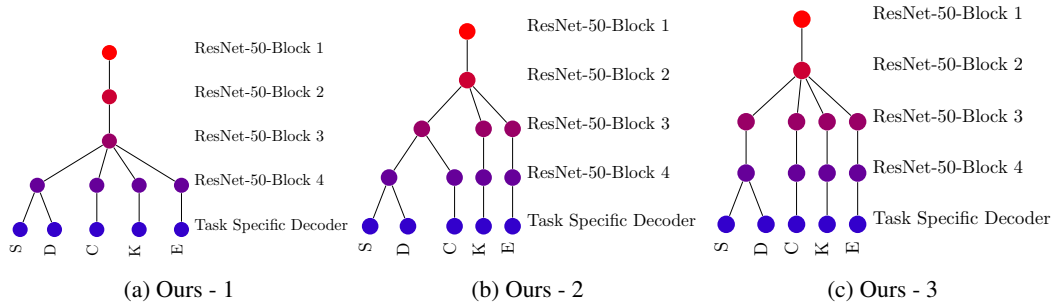 ResNet-50-Block 1
ResNet-50-Block 2
ResNet-50-Block 3
ResNet-50-Block 4
Task Specific Decoder
S
D
C
K
E
(a) Ours - 1
ResNet-50-Block 1
ResNet-50-Block 2
ResNet-50-Block 3
ResNet-50-Block 4
Task Specific Decoder
S
D
C
K
E
(b) Ours - 2
ResNet-50-Block 1
ResNet-50-Block 2
ResNet-50-Block 3
ResNet-50-Block 4
Task Specific Decoder
S
D
C
K
E
(c) Ours - 3